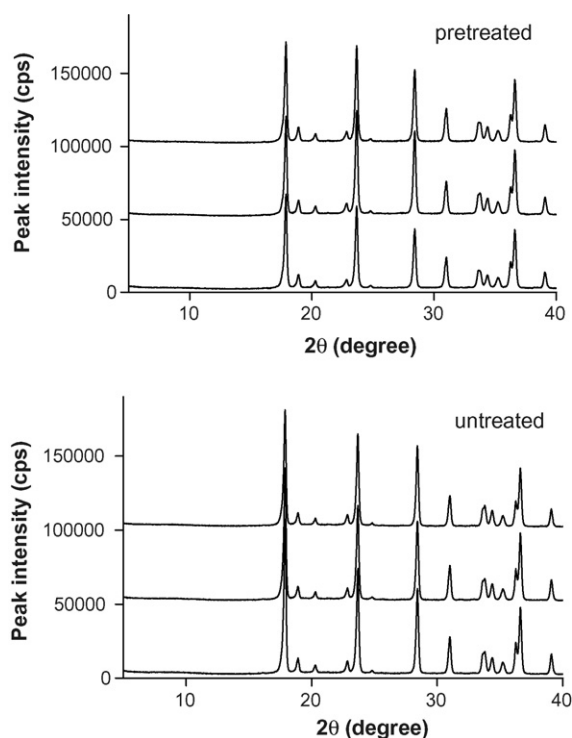 pretreated
Peak intensity (cps)
150000
100000
50000
0
10 20 30 40
2θ (degree)
untreated
Peak intensity (cps)
150000
100000
50000
0
10 20 30 40
2θ (degree)